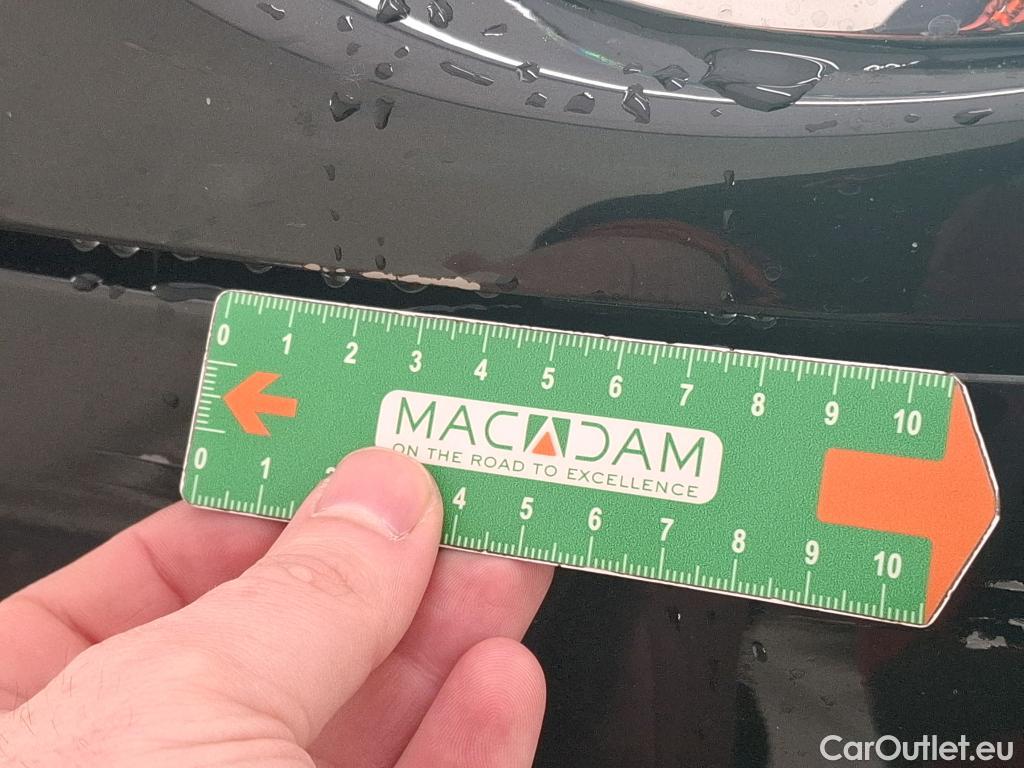 0 1 2 3 4 5 6 7 8 9 10
MACADAM
ON THE ROAD TO EXCELLENCE
0 1 2 4 5 6 7 8 9 10
CarOutlet.eu